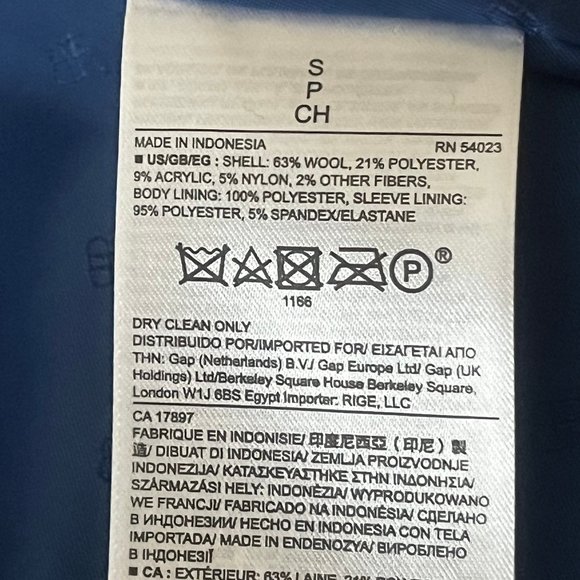 S
P
CH
MADE IN INDONESIA RN 54023
■ US/GB/EG : SHELL: 63% WOOL, 21% POLYESTER,
9% ACRYLIC, 5% NYLON, 2% OTHER FIBERS,
BODY LINING: 100% POLYESTER, SLEEVE LINING:
95% POLYESTER, 5% SPANDEX/ELASTANE
P ®
1166
DRY CLEAN ONLY
DISTRIBUIDO POR/IMPORTED FOR/ ΕΙΣΑΓΕΤΑΙ ΑΠΟ
THN: Gap (Netherlands) B.V./ Gap Europe Ltd/ Gap (UK
Holdings) Ltd/Berkeley Square House Berkeley Square,
London W1J 6BS Egypt Importer: RIGE, LLC
CA 17897
FABRIQUE EN INDONISIE/ 印度尼西亞（印尼）製
造/ DIBUAT DI INDONESIA/ ZEMLJA PROIZVODNJE
INDONEZIJA/ ΚΑΤΑΣΚΕΥΑΣΤΗΚΕ ΣΤΗΝ ΙΝΔΟΝΗΣΙΑ/
SZÁRMAZÁSI HELY: INDONÉZIA/ WYPRODUKOWANO
WE FRANCJI/ FABRICADO NA INDONÉSIA/ СДЕЛАНО
В ИНДОНЕЗИИ/ HECHO EN INDONESIA CON TELA
IMPORTADA/ MADE IN ENDENOZYA/ ВИРОБЛЕНО
В ІНДОНЕЗІЇ
■ CA : EXTÉRIEUR: 63% LAINE, 21%